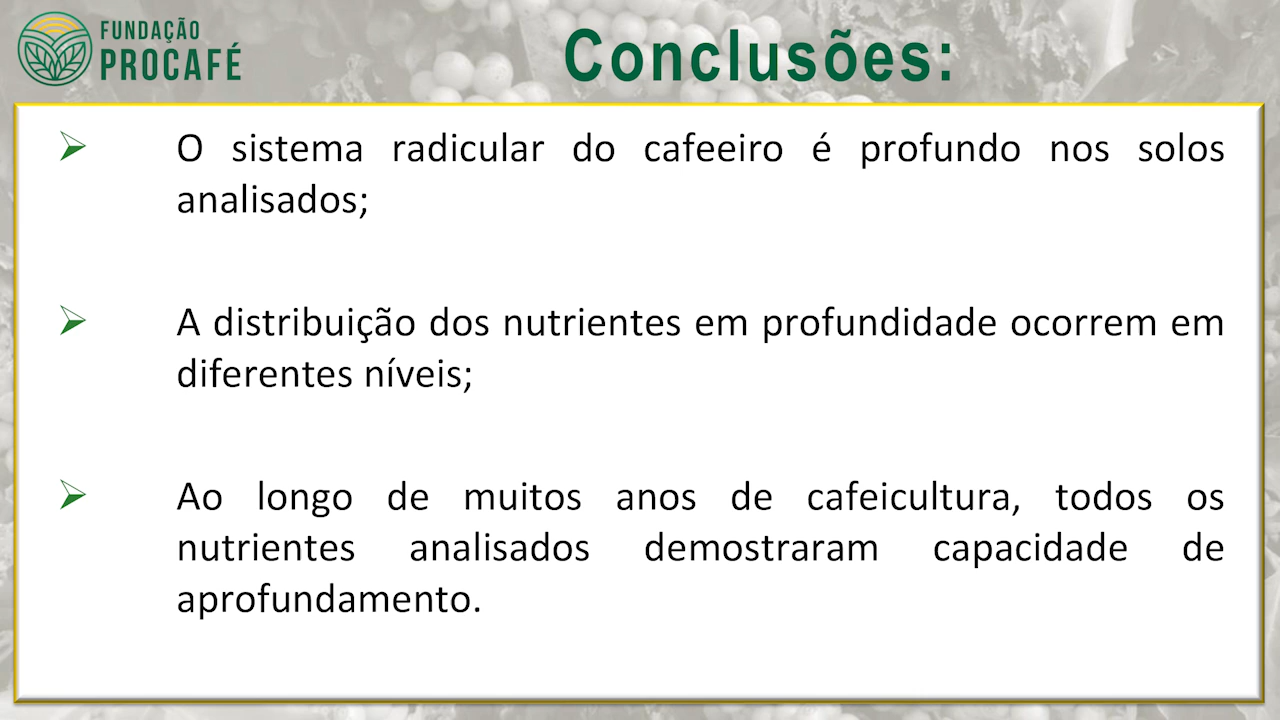 FUNDAÇÃO
PROCAFÉ
Conclusões:
O sistema radicular do cafeeiro é profundo nos solos
analisados;
A distribuição dos nutrientes em profundidade ocorrem em
diferentes níveis;
Ao longo de muitos anos de cafeicultura, todos os
nutrientes analisados demostraram capacidade de
aprofundamento.